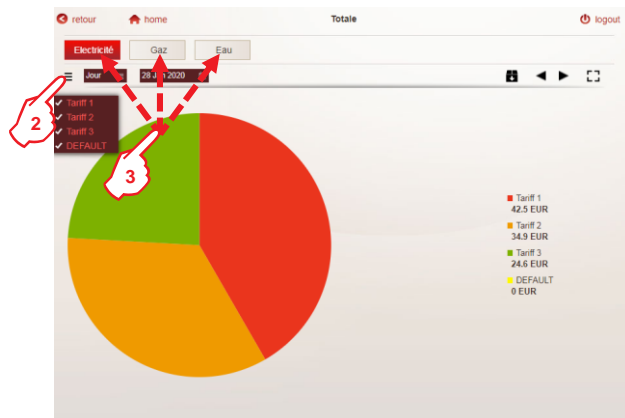 retour home Totale logout
Electricité Gaz Eau
Jour 28 Jan 2020
Tariff 1
Tariff 2
Tariff 3
DEFAULT
2
3
Tariff 1
42.5 EUR
Tariff 2
34.9 EUR
Tariff 3
24.6 EUR
DEFAULT
0 EUR